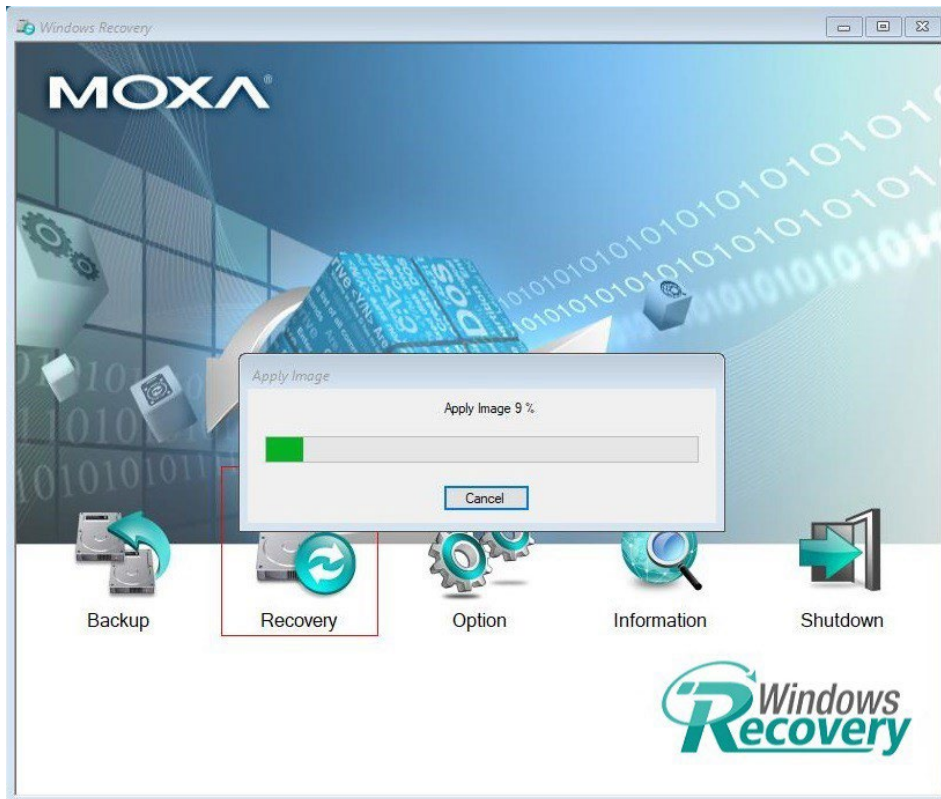 Windows Recovery
MOXA®
Apply Image
Apply Image 9 %
Cancel
Backup
Recovery
Option
Information
Shutdown
Windows
Recovery